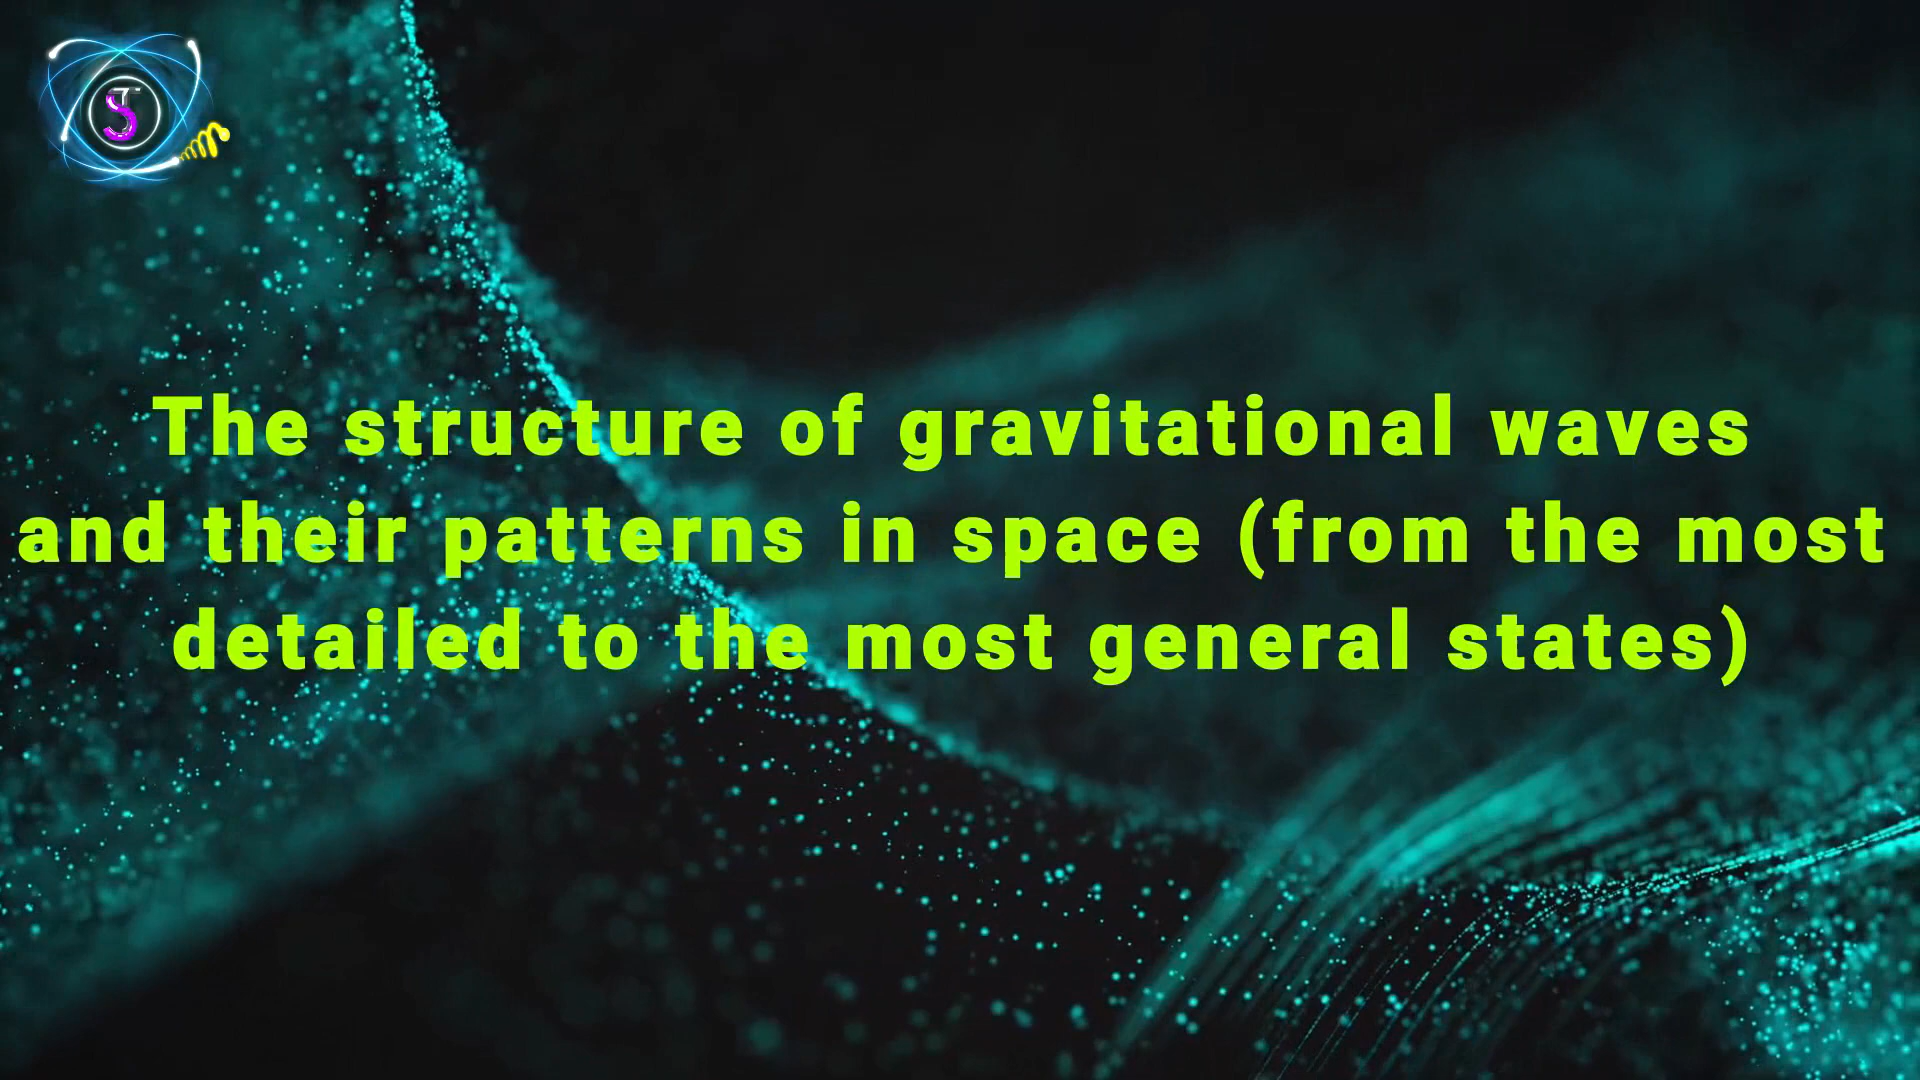 The structure of gravitational waves
and their patterns in space (from the most
detailed to the most general states)